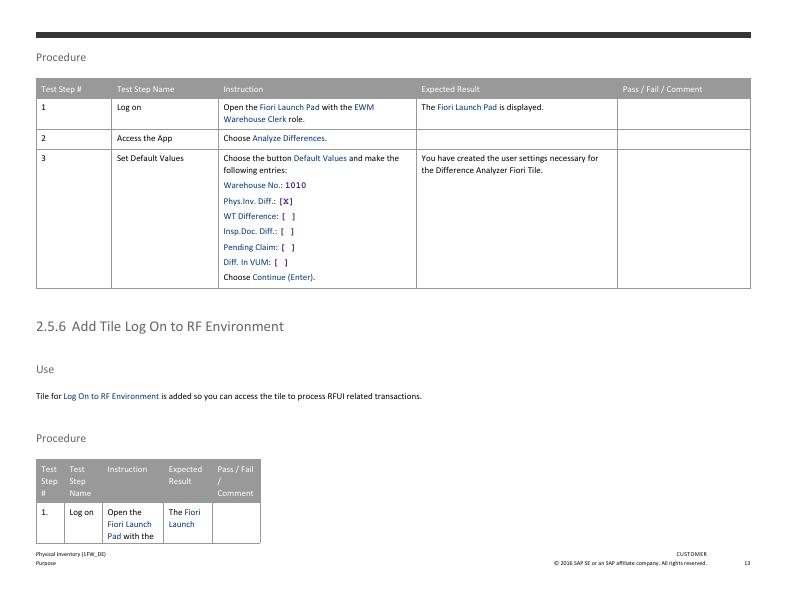 Procedure
Test Step # Test Step Name Instruction Expected Result Pass / Fail / Comment
1 Log on Open the Fiori Launch Pad with the EWM The Fiori Launch Pad is displayed.
Warehouse Clerk role.
2 Access the App Choose Analyze Differences.
3 Set Default Values Choose the button Default Values and make the You have created the user settings necessary for
following entries: the Difference Analyzer Fiori Tile.
Warehouse No.: 1010
Phys.Inv. Diff.: [X]
WT Difference: [ ]
Insp.Doc. Diff.: [ ]
Pending Claim: [ ]
Diff. In VUM: [ ]
Choose Continue (Enter).
2.5.6 Add Tile Log On to RF Environment
Use
Tile for Log On to RF Environment is added so you can access the tile to process RFUI related transactions.
Procedure
Test Test Instruction Expected Pass / Fail
Step Step Result /
# Name Comment
1. Log on Open the The Fiori
Fiori Launch Launch
Pad with the
Physical Inventory (1FW_DE) CUSTOMER
Purpose © 2016 SAP SE or an SAP affiliate company. All rights reserved. 13